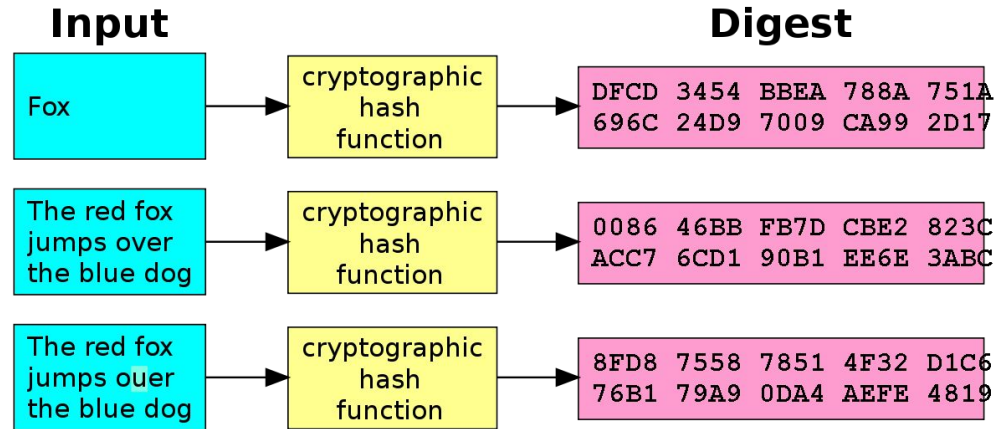 Input
Digest
Fox
cryptographic
hash
function
DFCD 3454 BBEA 788A 751A
696C 24D9 7009 CA99 2D17
The red fox
jumps over
the blue dog
cryptographic
hash
function
0086 46BB FB7D CBE2 823C
ACC7 6CD1 90B1 EE6E 3ABC
The red fox
jumps ouer
the blue dog
cryptographic
hash
function
8FD8 7558 7851 4F32 D1C6
76B1 79A9 0DA4 AEFE 4819